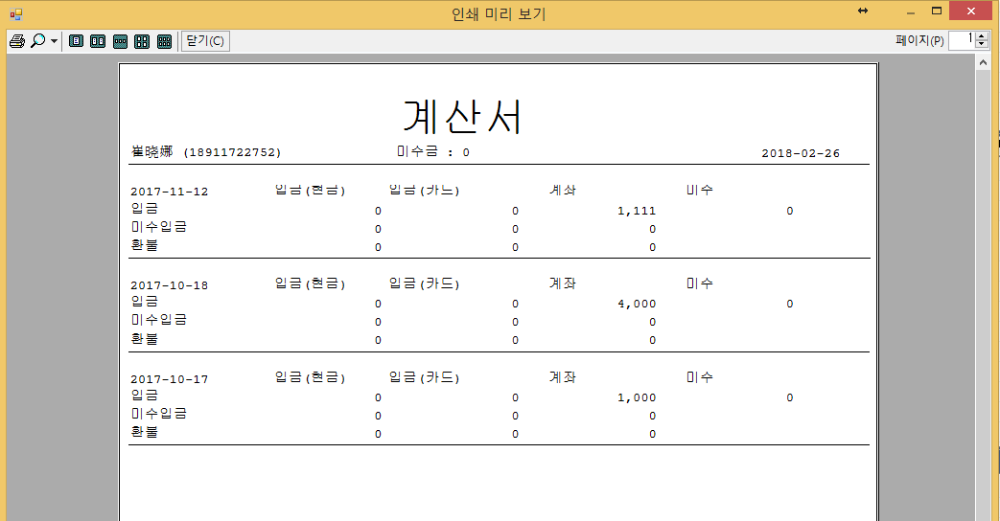 인쇄 미리 보기
닫기(C) 페이지(P) 1
계산서
崔晓娜 (18911722752) 미수금 : 0 2018-02-26
2017-11-12 입금(현금) 입금(카드) 계좌 미수
입금 0 0 1,111 0
미수입금 0 0 0
환불 0 0 0
2017-10-18 입금(현금) 입금(카드) 계좌 미수
입금 0 0 4,000 0
미수입금 0 0 0
환불 0 0 0
2017-10-17 입금(현금) 입금(카드) 계좌 미수
입금 0 0 1,000 0
미수입금 0 0 0
환불 0 0 0